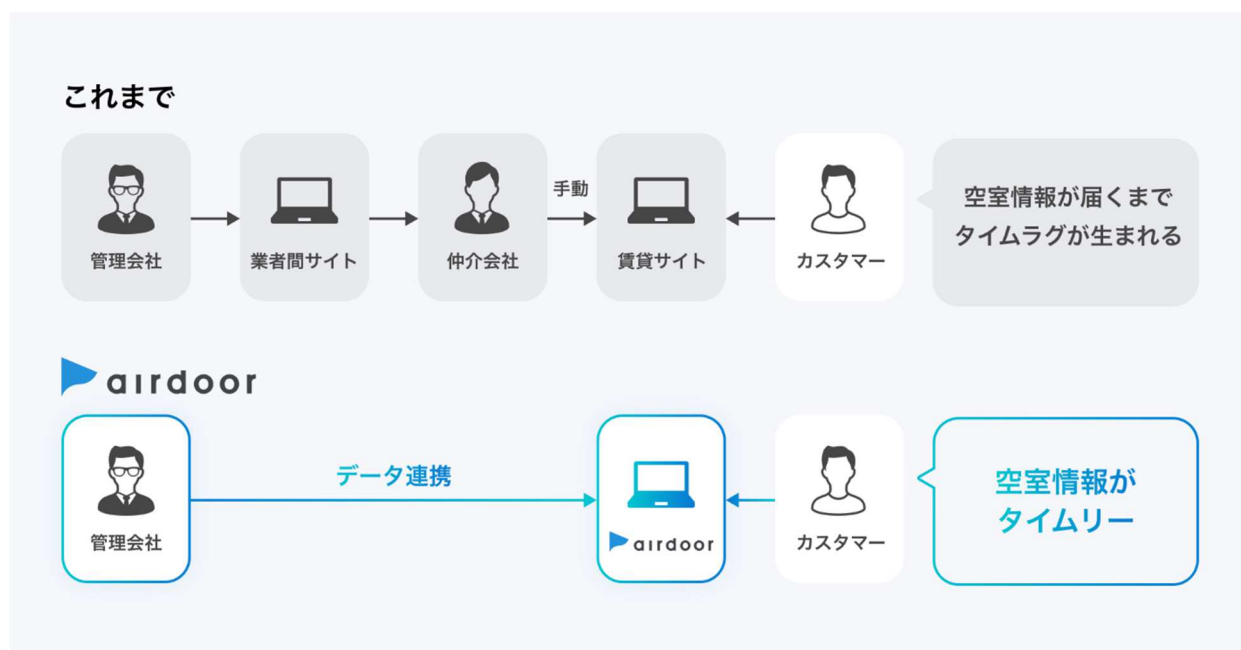 これまで
管理会社
業者間サイト
仲介会社
手動
賃貸サイト
カスタマー
空室情報が届くまで
タイムラグが生まれる
airdoor
管理会社
データ連携
airdoor
カスタマー
空室情報が
タイムリー